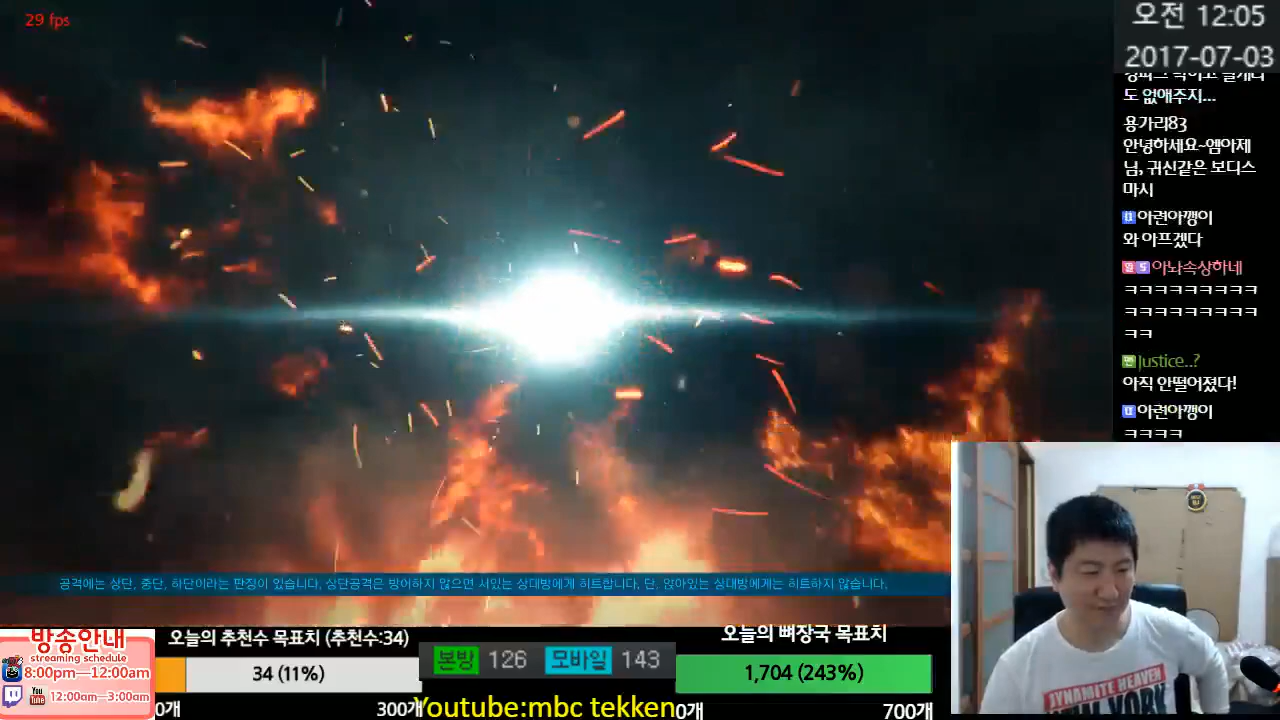 29 fps
오전 12:05
2017-07-03
도 없애주지...
용가리83
안녕하세요~엠아제
님, 귀신같은 보디스
마시
아련아깽이
와 아프겠다
열 5 아놔속상하네
ㅋㅋㅋㅋㅋㅋㅋㅋㅋ
ㅋㅋㅋㅋㅋㅋㅋㅋㅋ
ㅋㅋ
팬 Justice..?
아직 안떨어졌다!
아련아깽이
ㅋㅋㅋㅋ
공격에는 상단, 중단, 하단이라는 판정이 있습니다. 상단공격은 방어하지 않으면 서있는 상대방에게 히트합니다. 단, 앉아있는 상대방에게는 히트하지 않습니다.
방송안내
streaming schedule
8:00pm—12:00am
You Tube 12:00am—3:00am
오늘의 추천수 목표치 (추천수:34)
34 (11%)
0개 300개
본방 126 모바일 143
Youtube:mbc tekken
오늘의 뼈장국 목표치
1,704 (243%)
0개 700개
DYNAMITE HEAVEN
NEW YORK